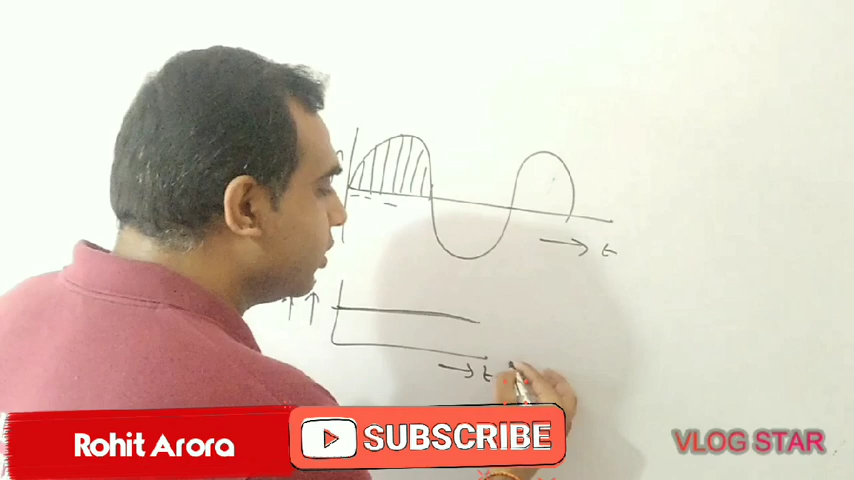 → t
→ t
Rohit Arora
SUBSCRIBE
VLOG STAR